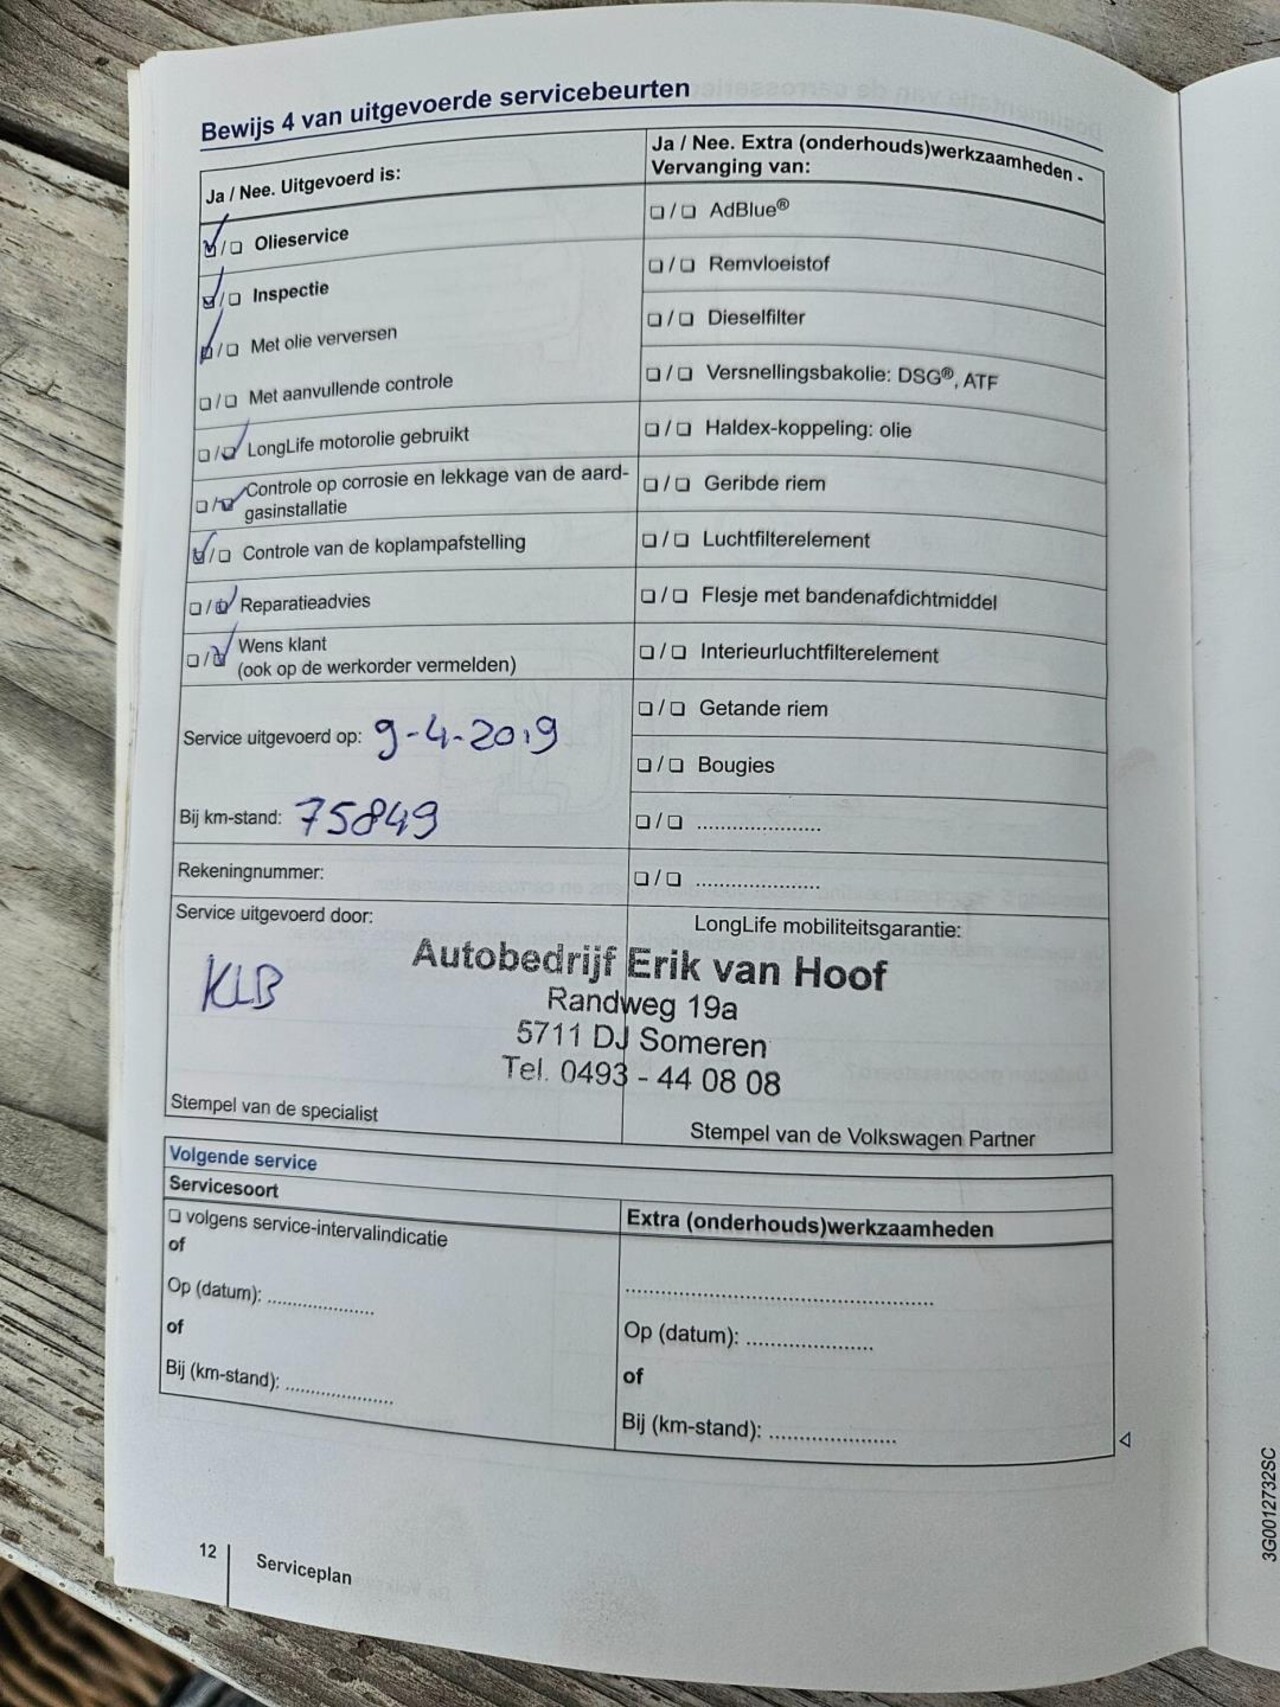 Bewijs 4 van uitgevoerde servicebeurten
Ja / Nee. Uitgevoerd is:
❏/❏ Olieservice
❏/❏ Inspectie
❏/❏ Met olie verversen
❏/❏ Met aanvullende controle
❏/❏ LongLife motorolie gebruikt
❏/❏ Controle op corrosie en lekkage van de aard-
gasinstallatie
❏/❏ Controle van de koplampafstelling
❏/❏ Reparatieadvies
❏/❏ Wens klant
(ook op de werkorder vermelden)
Service uitgevoerd op: 9-4-2019
Bij km-stand: 75849
Rekeningnummer:
Ja / Nee. Extra (onderhouds)werkzaamheden -
Vervanging van:
❏/❏ AdBlue®
❏/❏ Remvloeistof
❏/❏ Dieselfilter
❏/❏ Versnellingsbakolie: DSG®, ATF
❏/❏ Haldex-koppeling: olie
❏/❏ Geribde riem
❏/❏ Luchtfilterelement
❏/❏ Flesje met bandenafdichtmiddel
❏/❏ Interieurluchtfilterelement
❏/❏ Getande riem
❏/❏ Bougies
❏/❏ ......................
❏/❏ ......................
Service uitgevoerd door:
LongLife mobiliteitsgarantie:
KLB
Autobedrijf Erik van Hoof
Randweg 19a
5711 DJ Someren
Tel. 0493 - 44 08 08
Stempel van de specialist
Stempel van de Volkswagen Partner
Volgende service
Servicesoort
❏ volgens service-intervalindicatie
of
Op (datum): ....................
of
Bij (km-stand): ....................
Extra (onderhouds)werkzaamheden
..................................................
Op (datum): ....................
of
Bij (km-stand): ....................
12
Serviceplan
3G0012732SC